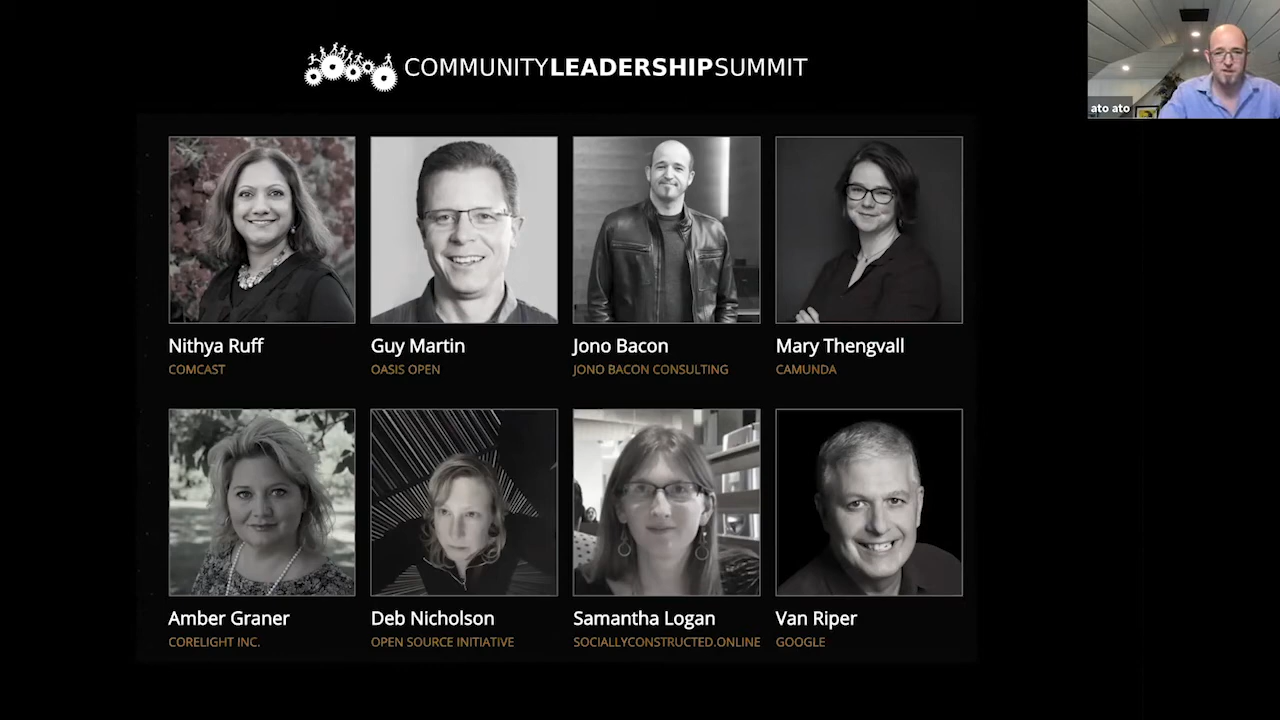 COMMUNITYLEADERSHIPSUMMIT
ato ato
Nithya Ruff
COMCAST
Guy Martin
OASIS OPEN
Jono Bacon
JONO BACON CONSULTING
Mary Thengvall
CAMUNDA
Amber Graner
CORELIGHT INC.
Deb Nicholson
OPEN SOURCE INITIATIVE
Samantha Logan
SOCIALLYCONSTRUCTED.ONLINE
Van Riper
GOOGLE